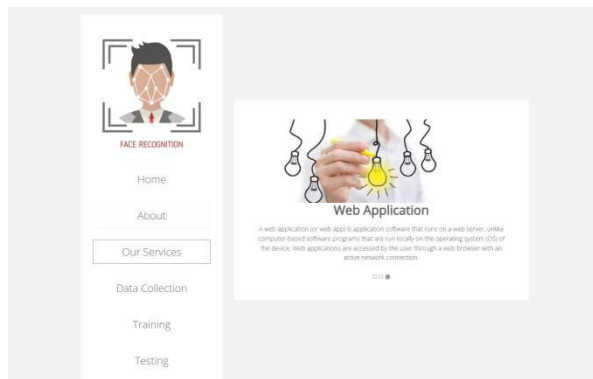 FACE RECOGNITION
Home
About
Our Services
Data Collection
Training
Testing
Web Application
A web application (or web app) is application software that runs on a web server, unlike
computer-based software programs that are run locally on the operating system (OS) of
the device. Web applications are accessed by the user through a web browser with an
active network connection.